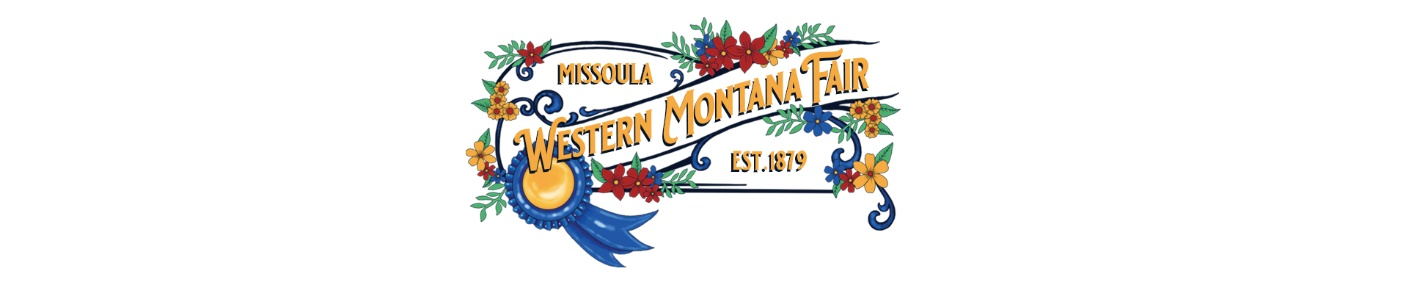 MISSOULA
WESTERN MONTANA FAIR
EST. 1879